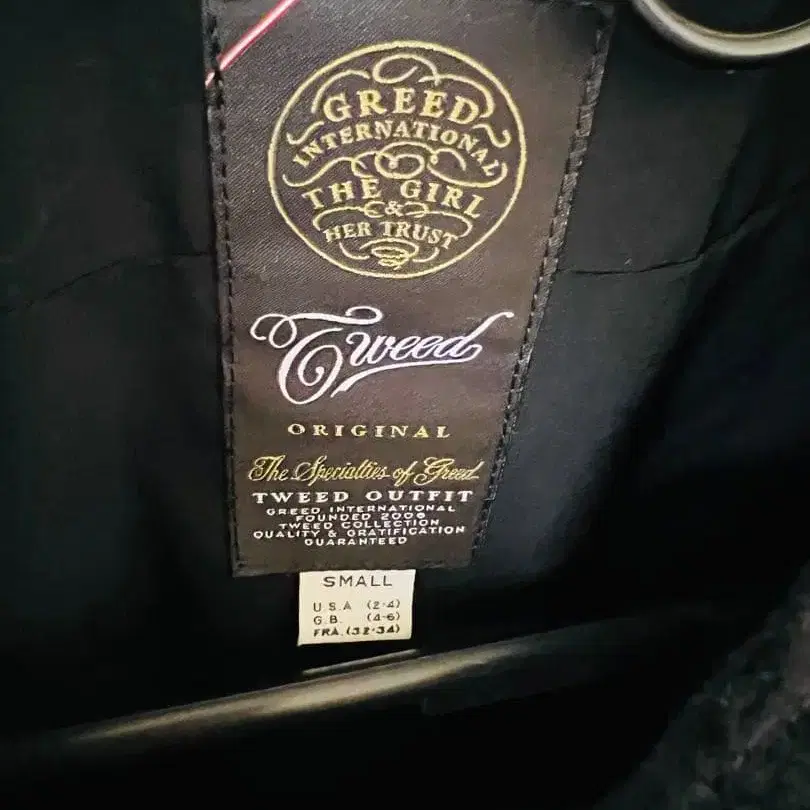 GREED
INTERNATIONAL
THE GIRL
&
HER TRUST
Tweed
ORIGINAL
The Specialties of Greed
TWEED OUTFIT
GREED INTERNATIONAL
FOUNDED 2006
TWEED COLLECTION
QUALITY & GRATIFICATION
GUARANTEED
SMALL
U.S.A (2-4)
G.B. (4-6)
FRA. (32-34)